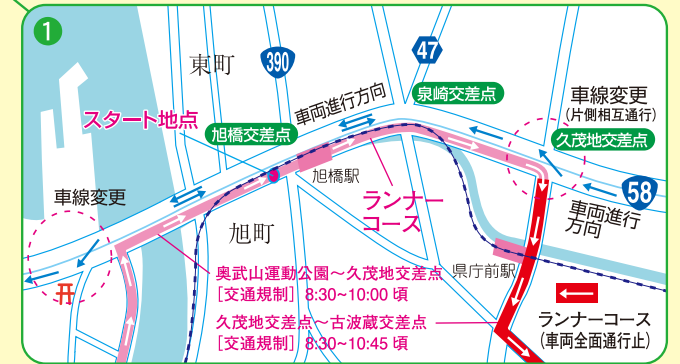 1
東町
390
47
泉崎交差点
車両進行方向
車線変更
(片側相互通行)
スタート地点
旭橋交差点
久茂地交差点
旭橋駅
ランナー
コース
58
車両進行
方向
車線変更
旭町
県庁前駅
奥武山運動公園〜久茂地交差点
[交通規制] 8:30~10:00 頃
久茂地交差点〜古波蔵交差点
[交通規制] 8:30~10:45 頃
ランナーコース
(車両全面通行止)